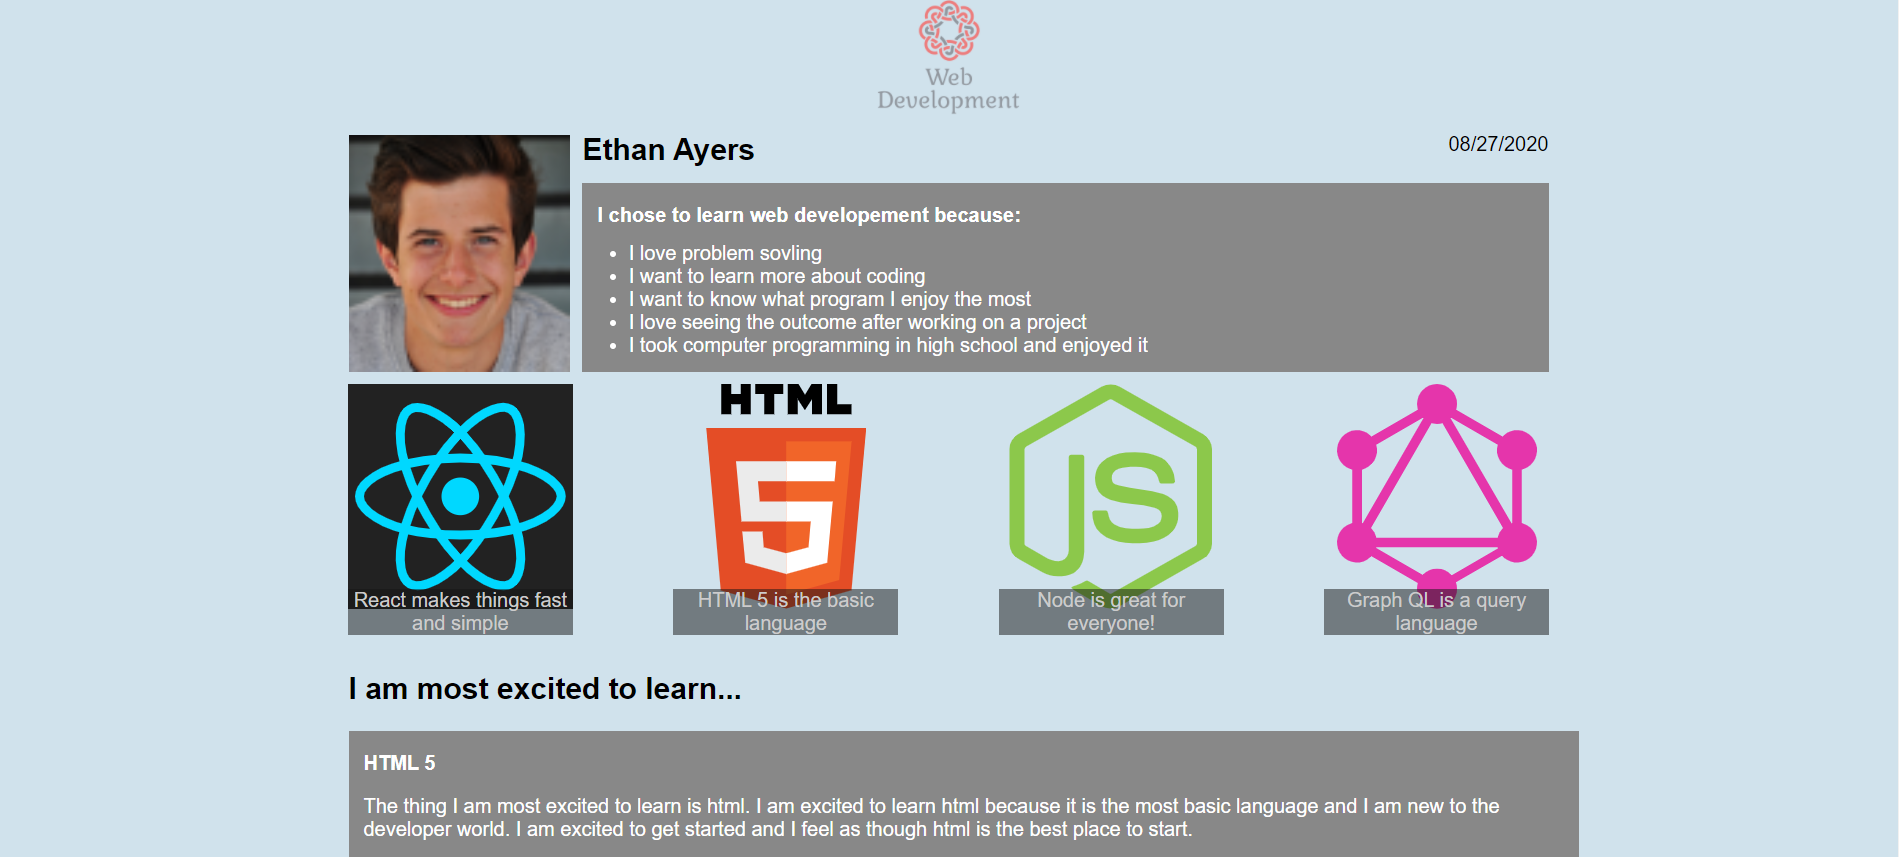 Web
Development
Ethan Ayers
08/27/2020
I chose to learn web developement because:
I love problem sovling
I want to learn more about coding
I want to know what program I enjoy the most
I love seeing the outcome after working on a project
I took computer programming in high school and enjoyed it
HTML
5
JS
React makes things fast
and simple
HTML 5 is the basic
language
Node is great for
everyone!
Graph QL is a query
language
I am most excited to learn...
HTML 5
The thing I am most excited to learn is html. I am excited to learn html because it is the most basic language and I am new to the
developer world. I am excited to get started and I feel as though html is the best place to start.